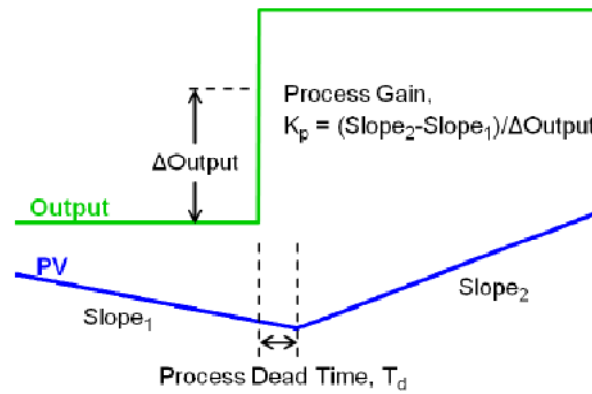 Process Gain,
Kp = (Slope2-Slope1)/ΔOutput
ΔOutput
Output
PV
Slope1
Slope2
Process Dead Time, Td